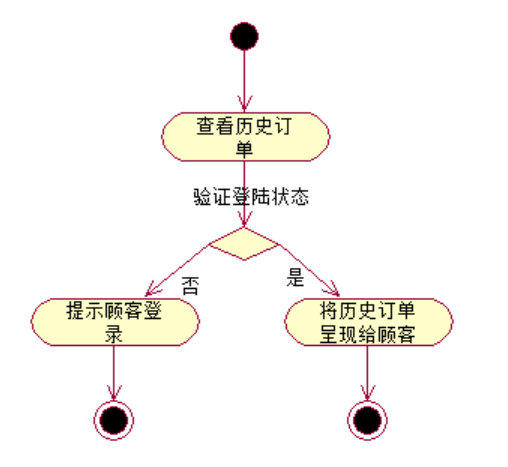 查看历史订
单
验证登陆状态
否
是
提示顾客登
录
将历史订单
呈现给顾客